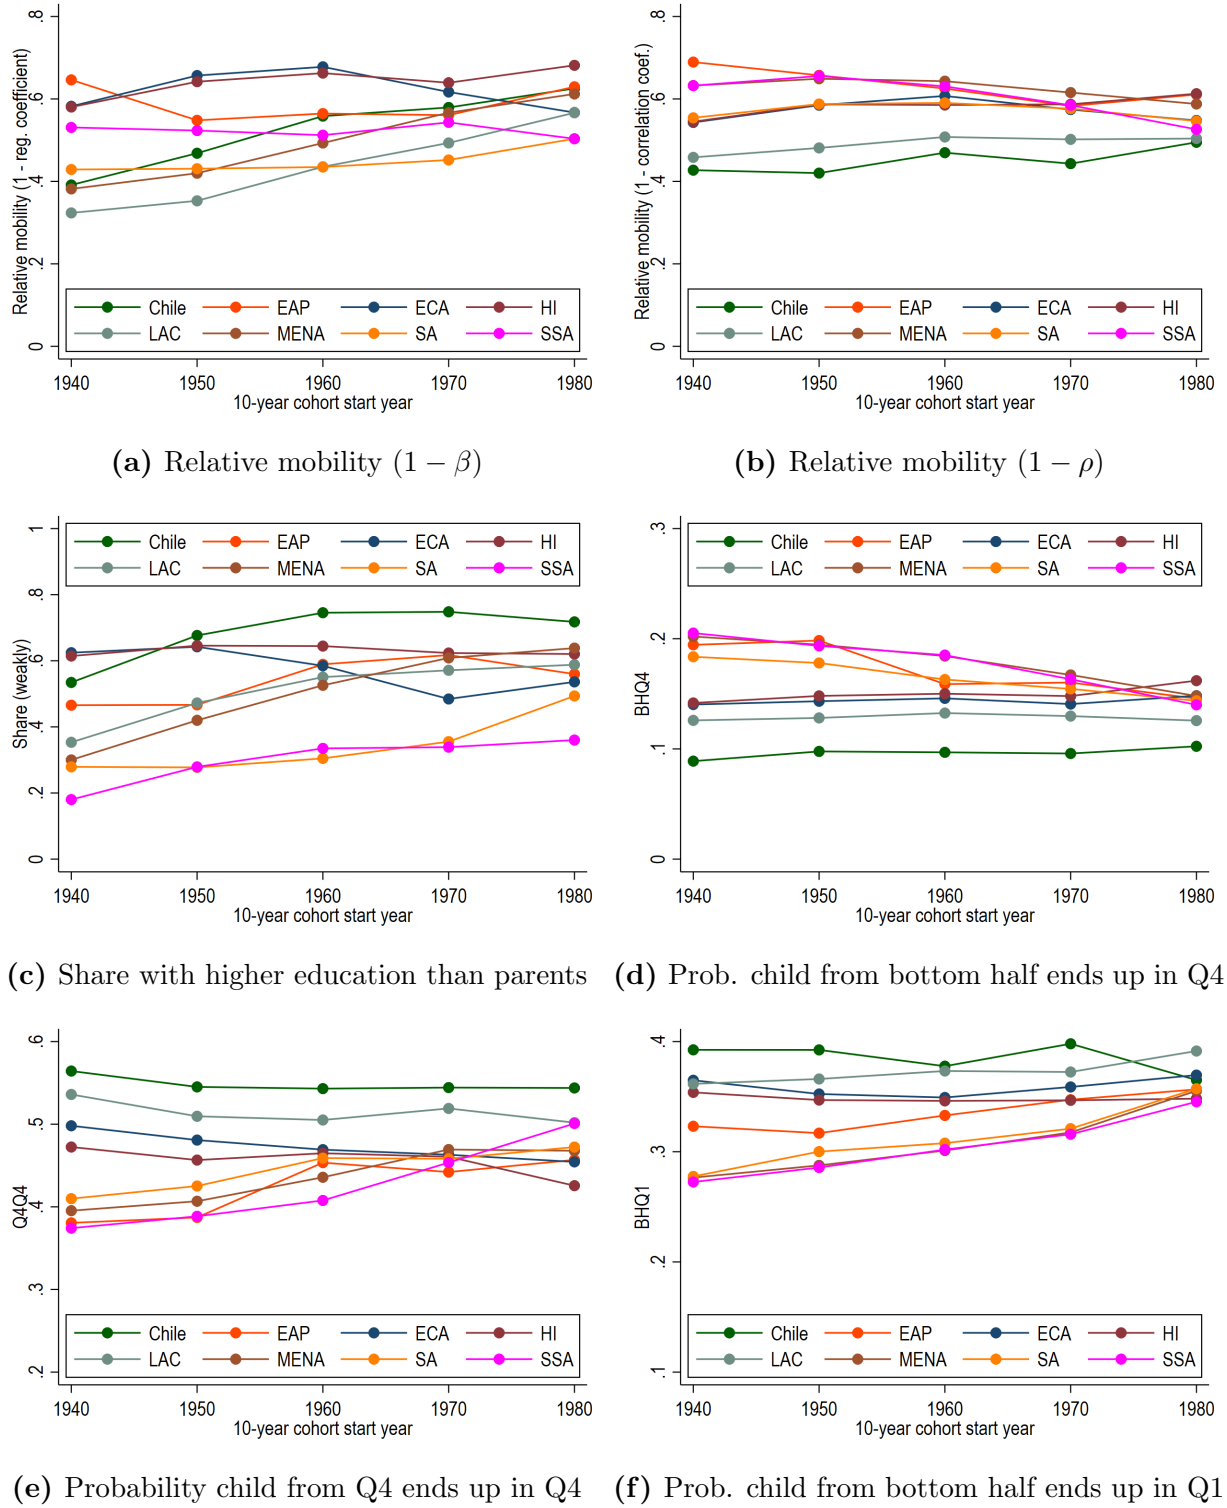 Relative mobility (1 - reg. coefficient)
0 .2 .4 .6 .8
Chile EAP ECA HI
LAC MENA SA SSA
1940 1950 1960 1970 1980
10-year cohort start year
(a) Relative mobility (1 − β)
Relative mobility (1 - correlation coef.)
0 .2 .4 .6 .8
Chile EAP ECA HI
LAC MENA SA SSA
1940 1950 1960 1970 1980
10-year cohort start year
(b) Relative mobility (1 − ρ)
Share (weakly)
0 .2 .4 .6 .8 1
Chile EAP ECA HI
LAC MENA SA SSA
1940 1950 1960 1970 1980
10-year cohort start year
(c) Share with higher education than parents
BHQ4
0 .1 .2 .3
Chile EAP ECA HI
LAC MENA SA SSA
1940 1950 1960 1970 1980
10-year cohort start year
(d) Prob. child from bottom half ends up in Q4
Q4Q4
.2 .3 .4 .5 .6
Chile EAP ECA HI
LAC MENA SA SSA
1940 1950 1960 1970 1980
10-year cohort start year
(e) Probability child from Q4 ends up in Q4
BHQ1
.1 .2 .3 .4
Chile EAP ECA HI
LAC MENA SA SSA
1940 1950 1960 1970 1980
10-year cohort start year
(f) Prob. child from bottom half ends up in Q1